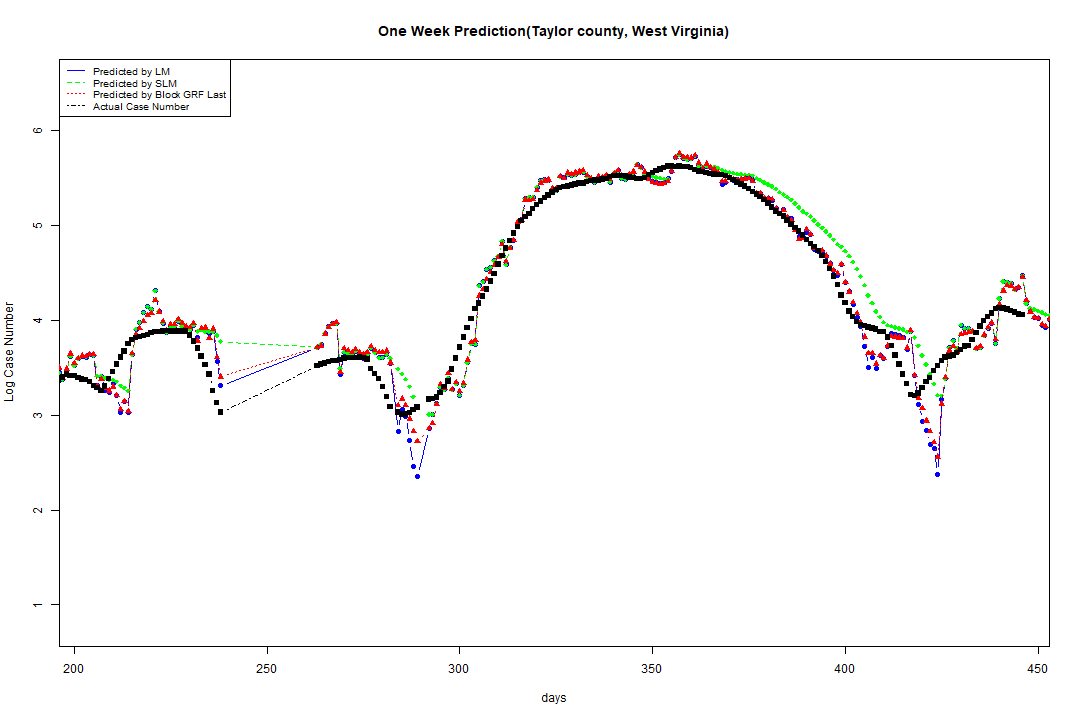 One Week Prediction(Taylor county, West Virginia)
Predicted by LM
Predicted by SLM
Predicted by Block GRF Last
Actual Case Number
Log Case Number
6
5
4
3
2
1
200 250 300 350 400 450
days